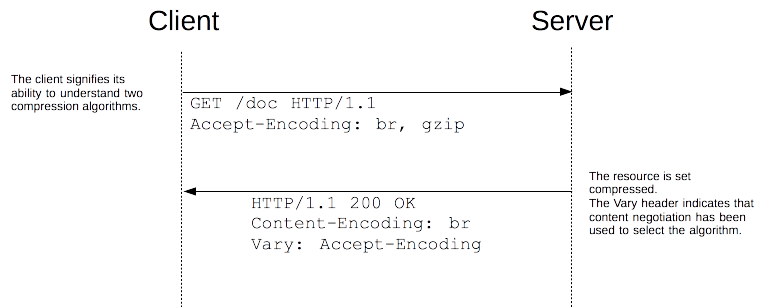 Client
Server
The client signifies its
ability to understand two
compression algorithms.
GET /doc HTTP/1.1
Accept-Encoding: br, gzip
The resource is set
compressed.
The Vary header indicates that
content negotiation has been
used to select the algorithm.
HTTP/1.1 200 OK
Content-Encoding: br
Vary: Accept-Encoding